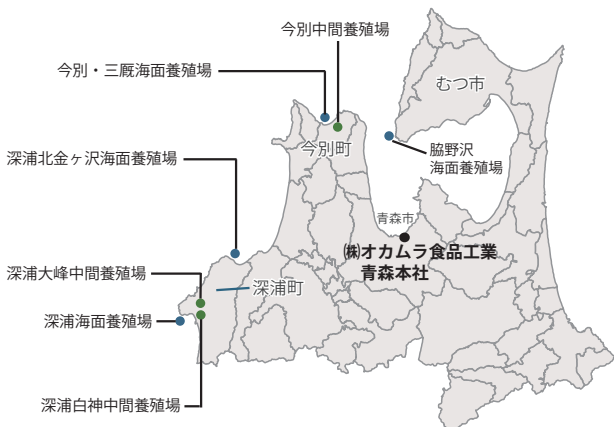 今別中間養殖場
今別・三厩海面養殖場
むつ市
今別町
脇野沢
海面養殖場
深浦北金ヶ沢海面養殖場
青森市
㈱オカムラ食品工業
青森本社
深浦大峰中間養殖場
深浦町
深浦海面養殖場
深浦白神中間養殖場